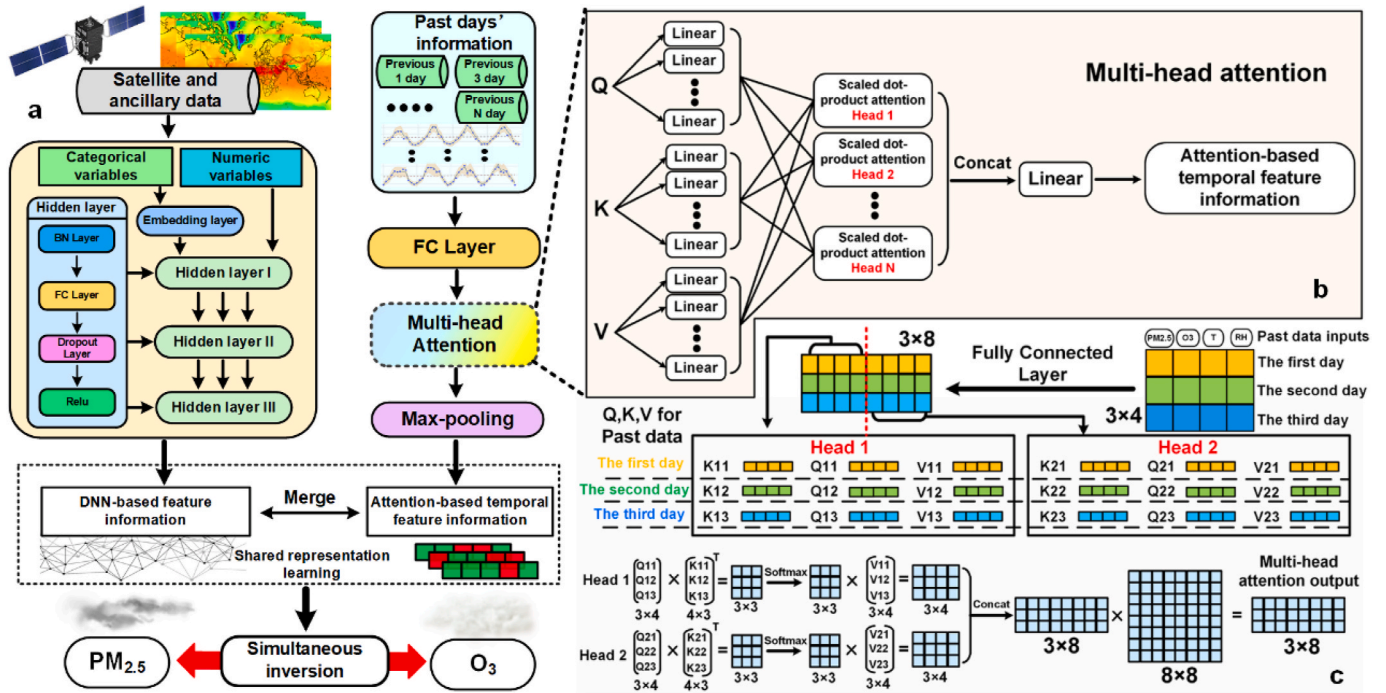 a
Satellite and
ancillary data
Categorical
variables
Numeric
variables
Hidden layer
BN Layer
FC Layer
Dropout
Layer
Relu
Embedding layer
Hidden layer I
Hidden layer II
Hidden layer III
Past days'
information
Previous
1 day
Previous
3 day
Previous
N day
FC Layer
Multi-head
Attention
Max-pooling
DNN-based feature
information
Merge
Attention-based temporal
feature information
Shared representation
learning
PM2.5
Simultaneous
inversion
O3
Q
Linear
Linear
Linear
K
Linear
Linear
Linear
V
Linear
Linear
Linear
Scaled dot-
product attention
Head 1
Scaled dot-
product attention
Head 2
Scaled dot-
product attention
Head N
Concat
Linear
Multi-head attention
Attention-based
temporal feature
information
b
3×8
Fully Connected
Layer
PM2.5 O3 T RH Past data inputs
The first day
The second day
The third day
3×4
Q,K,V for
Past data
Head 1
Head 2
The first day K11 Q11 V11 K21 Q21 V21
The second day K12 Q12 V12 K22 Q22 V22
The third day K13 Q13 V13 K23 Q23 V23
Head 1
Q11
Q12
Q13
3×4
×
K11
K12
K13
T
4×3
=
3×3
Softmax
3×3
×
V11
V12
V13
3×4
=
3×4
Head 2
Q21
Q22
Q23
3×4
×
K21
K22
K23
T
4×3
=
3×3
Softmax
3×3
×
V21
V22
V23
3×4
=
3×4
Concat
3×8
×
8×8
=
Multi-head
attention output
3×8
c